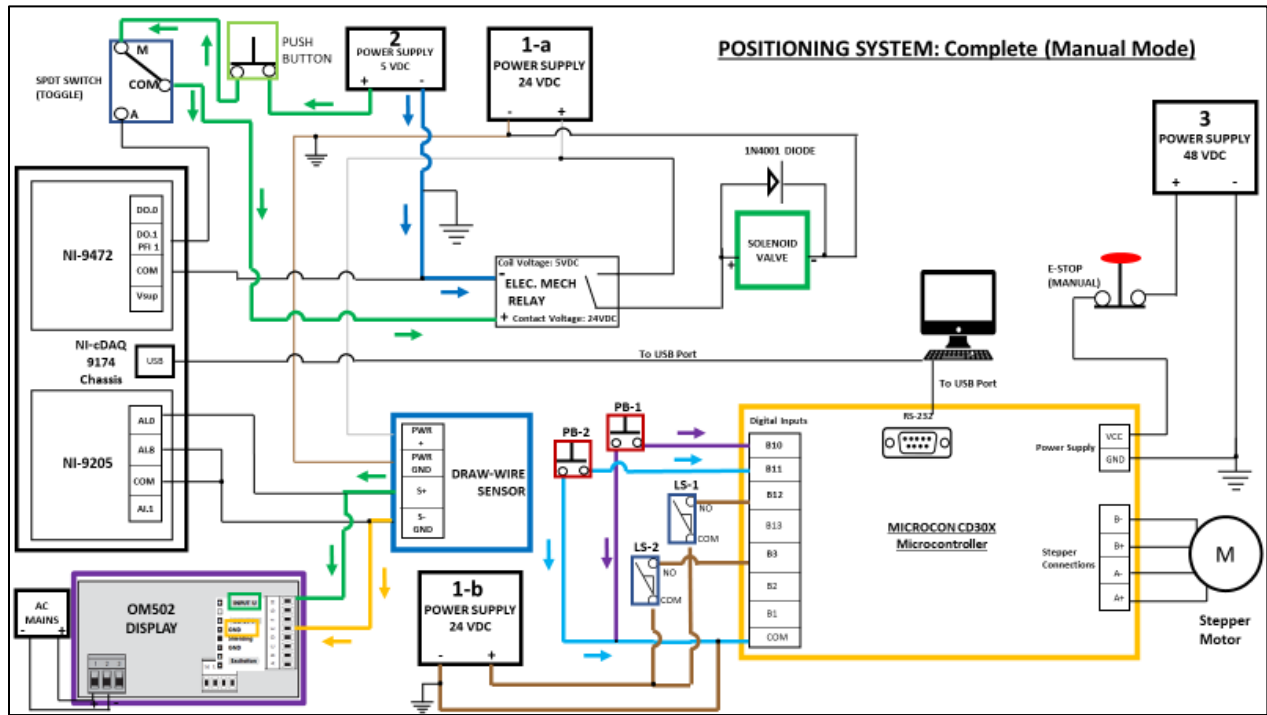 POSITIONING SYSTEM: Complete (Manual Mode)
M
COM
A
SPDT SWITCH
(TOGGLE)
PUSH
BUTTON
2
POWER SUPPLY
5 VDC
+ -
1-a
POWER SUPPLY
24 VDC
- +
3
POWER SUPPLY
48 VDC
+ -
1N4001 DIODE
SOLENOID
VALVE
+ -
Coil Voltage: 5VDC
-
ELEC. MECH
RELAY
+
Contact Voltage: 24VDC
E-STOP
(MANUAL)
NI-9472
DO.0
DO.1
PFI 1
COM
Vsup
NI-cDAQ
9174
Chassis
USB
To USB Port
To USB Port
NI-9205
AI.0
AI.8
COM
AI.1
PWR
+
PWR
GND
S+
S-
GND
DRAW-WIRE
SENSOR
PB-1
PB-2
LS-1
NO
COM
LS-2
NO
COM
Digital Inputs
B10
B11
B12
B13
B3
B2
B1
COM
RS-232
MICROCON CD30X
Microcontroller
Power Supply
VCC
GND
Stepper
Connections
B-
B+
A-
A+
M
Stepper
Motor
AC
MAINS
- +
OM502
DISPLAY
INPUT U
GND
Shielding
GND
Excitation
1 2 3
1-b
POWER SUPPLY
24 VDC
- +